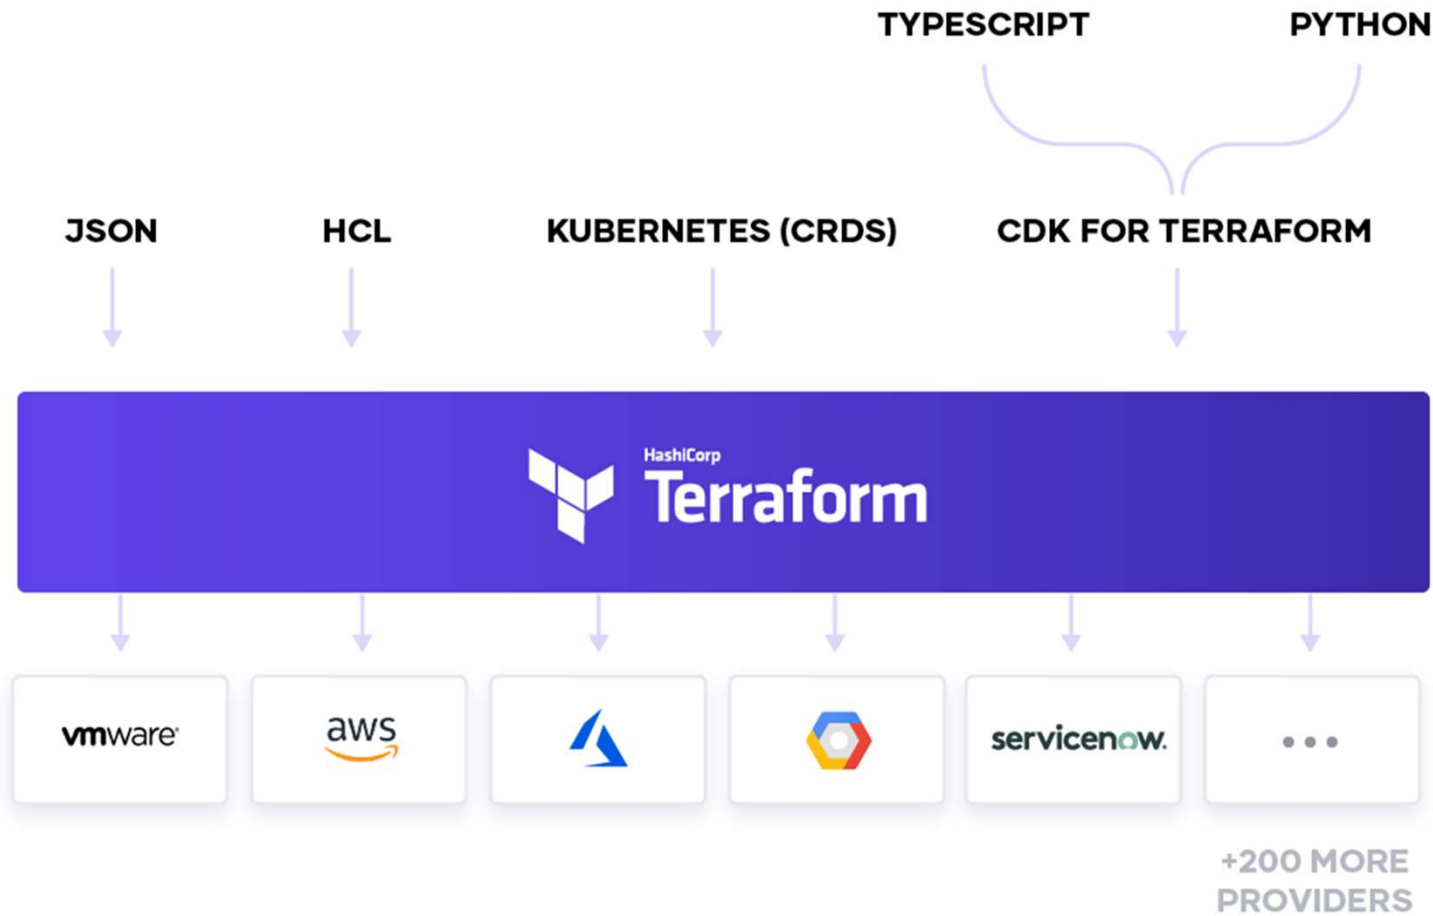 TYPESCRIPT PYTHON
JSON HCL KUBERNETES (CRDS) CDK FOR TERRAFORM
HashiCorp
Terraform
vmware aws servicenow.
+200 MORE
PROVIDERS